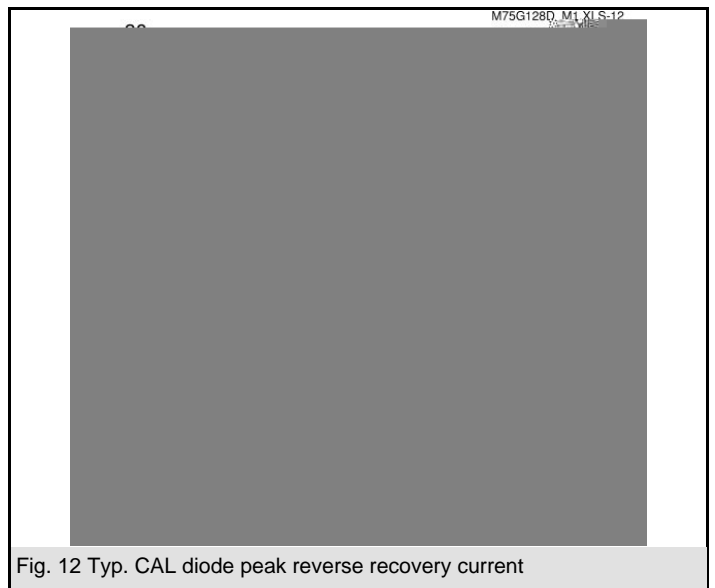 M75G128D_M1.XLS-12
Fig. 12 Typ. CAL diode peak reverse recovery current